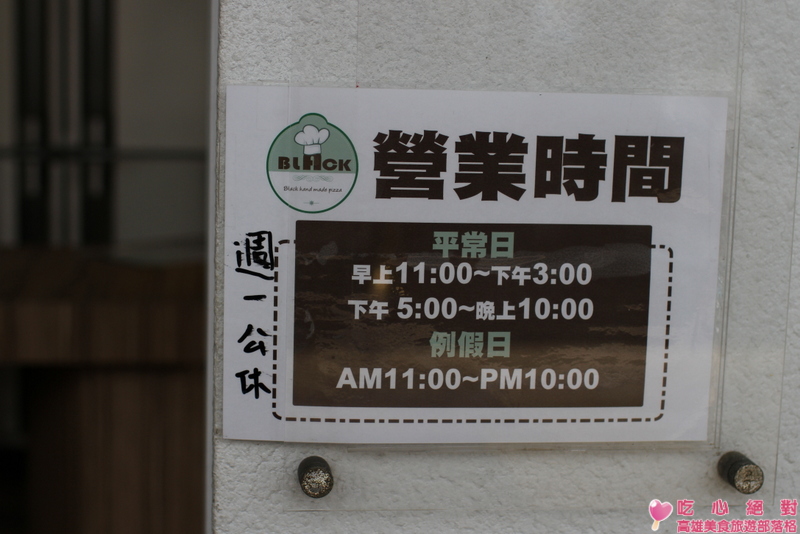 BLACK
Black hand made pizza
營業時間
週一公休
平常日
早上11:00~下午3:00
下午 5:00~晚上10:00
例假日
AM11:00~PM10:00
吃心絕對
高雄美食旅遊部落格